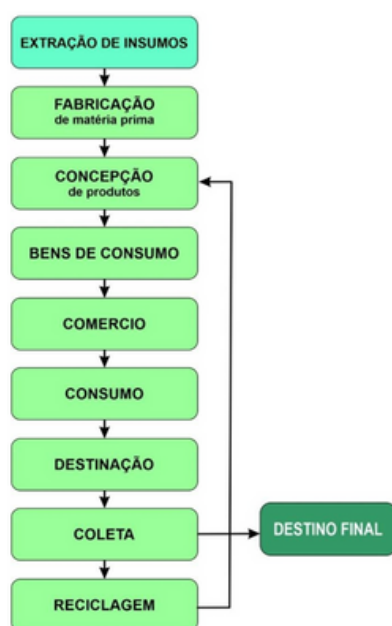 EXTRAÇÃO DE INSUMOS
FABRICAÇÃO
de matéria prima
CONCEPÇÃO
de produtos
BENS DE CONSUMO
COMERCIO
CONSUMO
DESTINAÇÃO
COLETA
DESTINO FINAL
RECICLAGEM